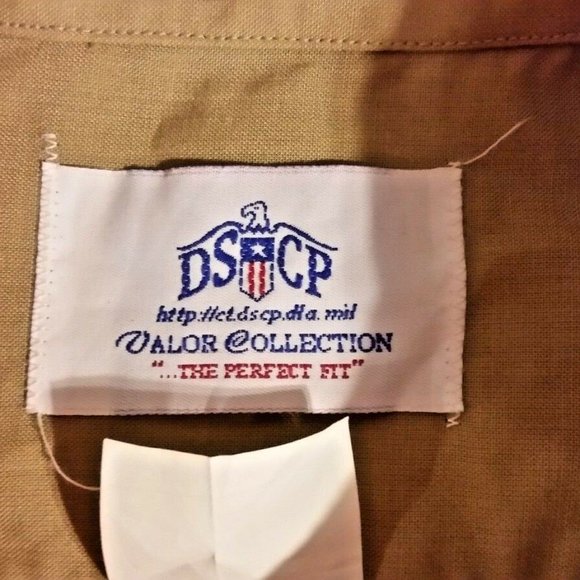 DSCP
http://ct.dscp.dla.mil
VALOR COLLECTION
"...THE PERFECT FIT"